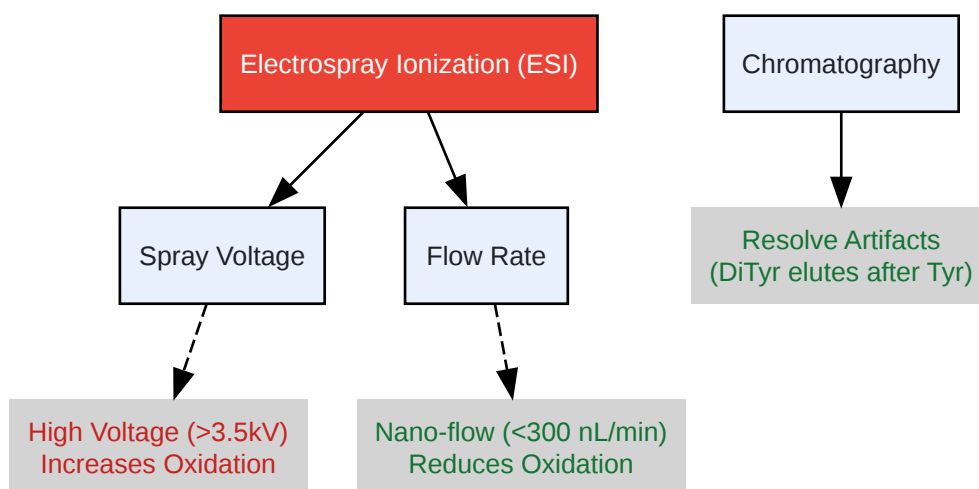 Electrospray Ionization (ESI)
Chromatography
Spray Voltage
Flow Rate
Resolve Artifacts
(DiTyr elutes after Tyr)
High Voltage (>3.5kV)
Increases Oxidation
Nano-flow (<300 nL/min)
Reduces Oxidation